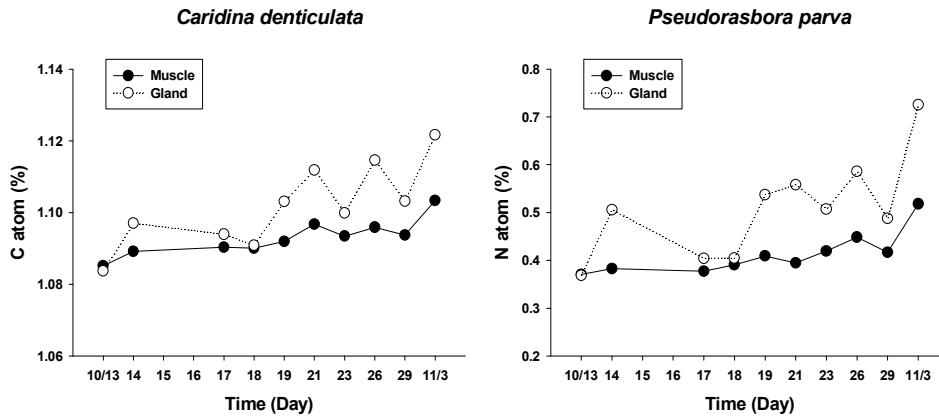 Caridina denticulata
Pseudorasbora parva
C atom (%)
1.14
1.12
1.10
1.08
1.06
Muscle
Gland
10/13 14 15 16 17 18 19 21 23 26 29 11/3
Time (Day)
N atom (%)
0.8
0.7
0.6
0.5
0.4
0.3
0.2
Muscle
Gland
10/13 14 15 16 17 18 19 21 23 26 29 11/3
Time (Day)